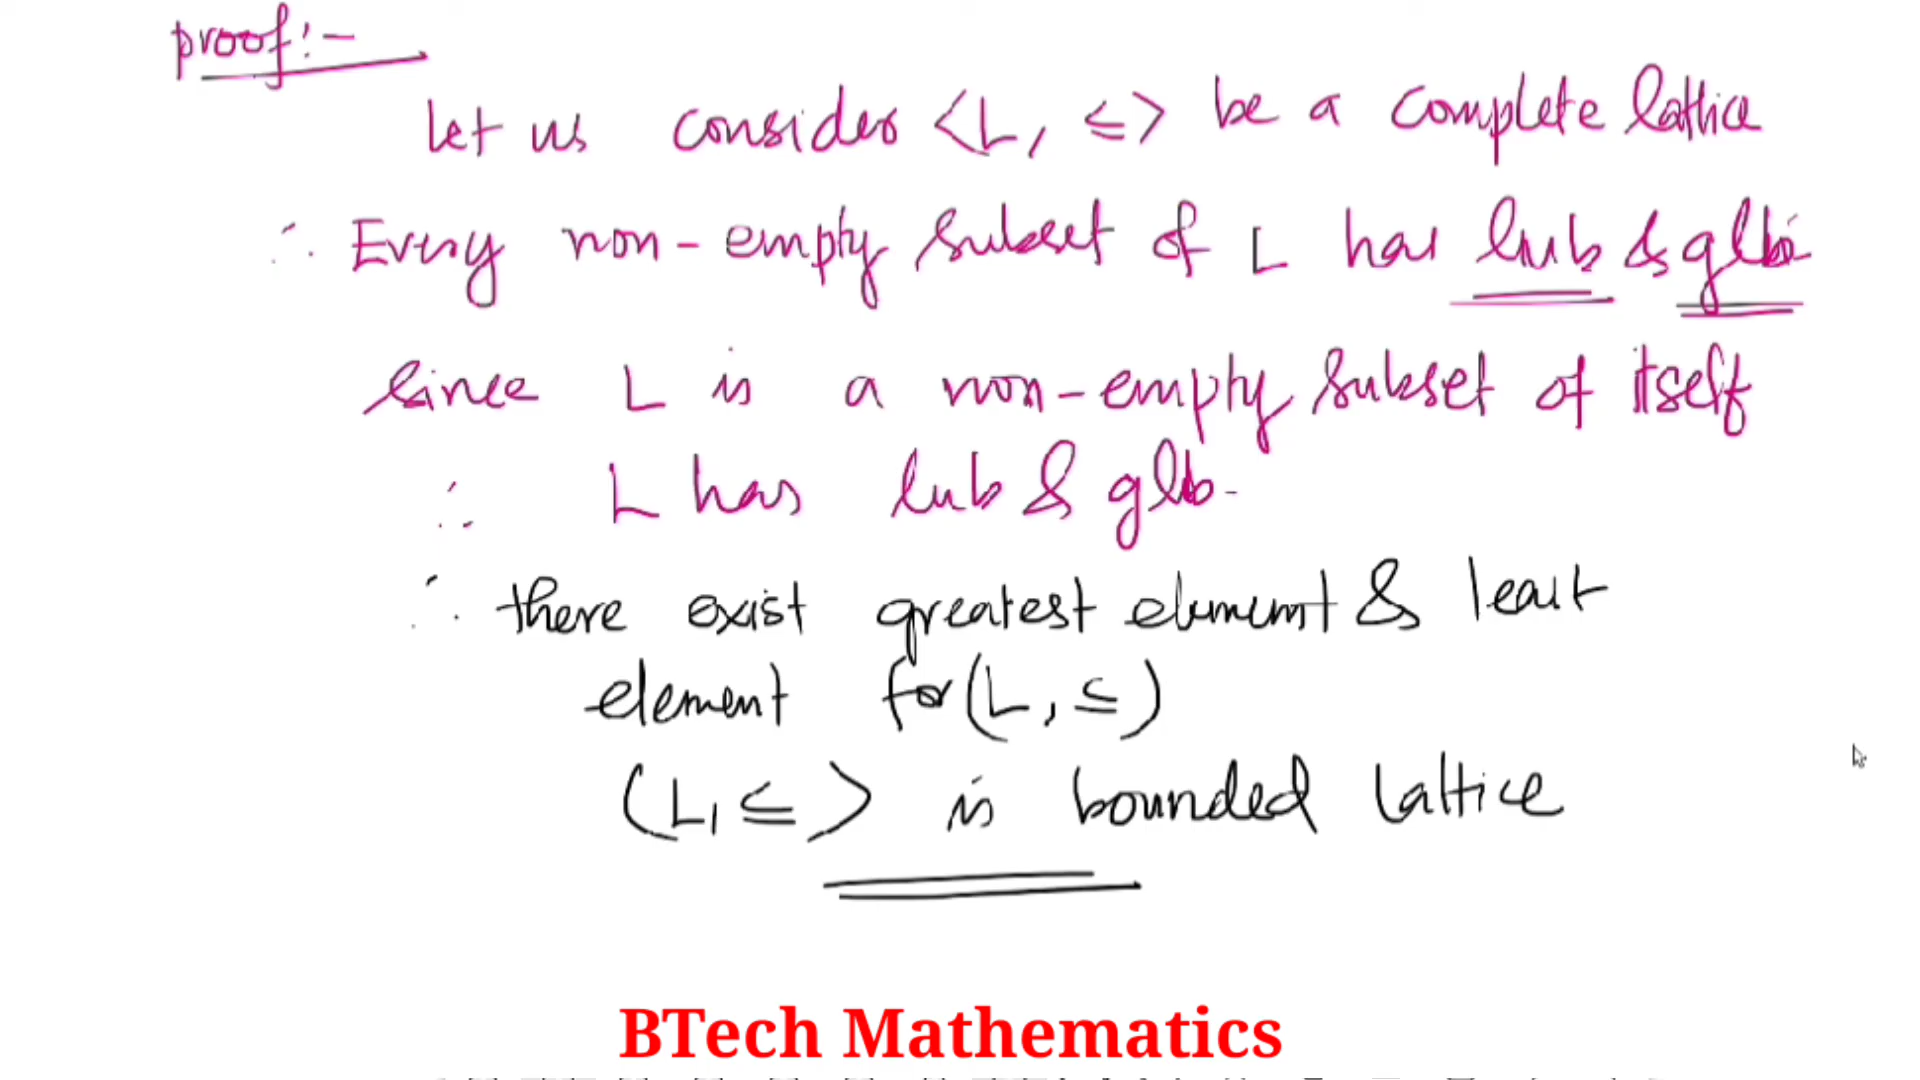 proof:-
Let us consider <L, ≤> be a complete lattice
∴ Every non-empty subset of L has lub & glb
since L is a non-empty subset of itself
∴ L has lub & glb.
∴ there exist greatest element & least
element for (L, ≤)
(L, ≤> is bounded lattice
BTech Mathematics